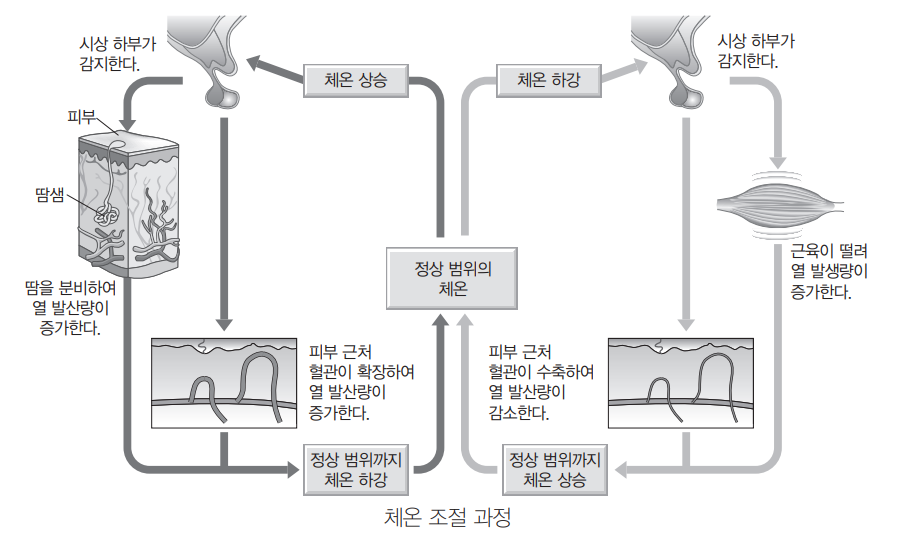 시상 하부가
감지한다.
체온 상승
체온 하강
시상 하부가
감지한다.
피부
땀샘
땀을 분비하여
열 발산량이
증가한다.
정상 범위의
체온
근육이 떨려
열 발생량이
증가한다.
피부 근처
혈관이 확장하여
열 발산량이
증가한다.
피부 근처
혈관이 수축하여
열 발산량이
감소한다.
정상 범위까지
체온 하강
정상 범위까지
체온 상승
체온 조절 과정